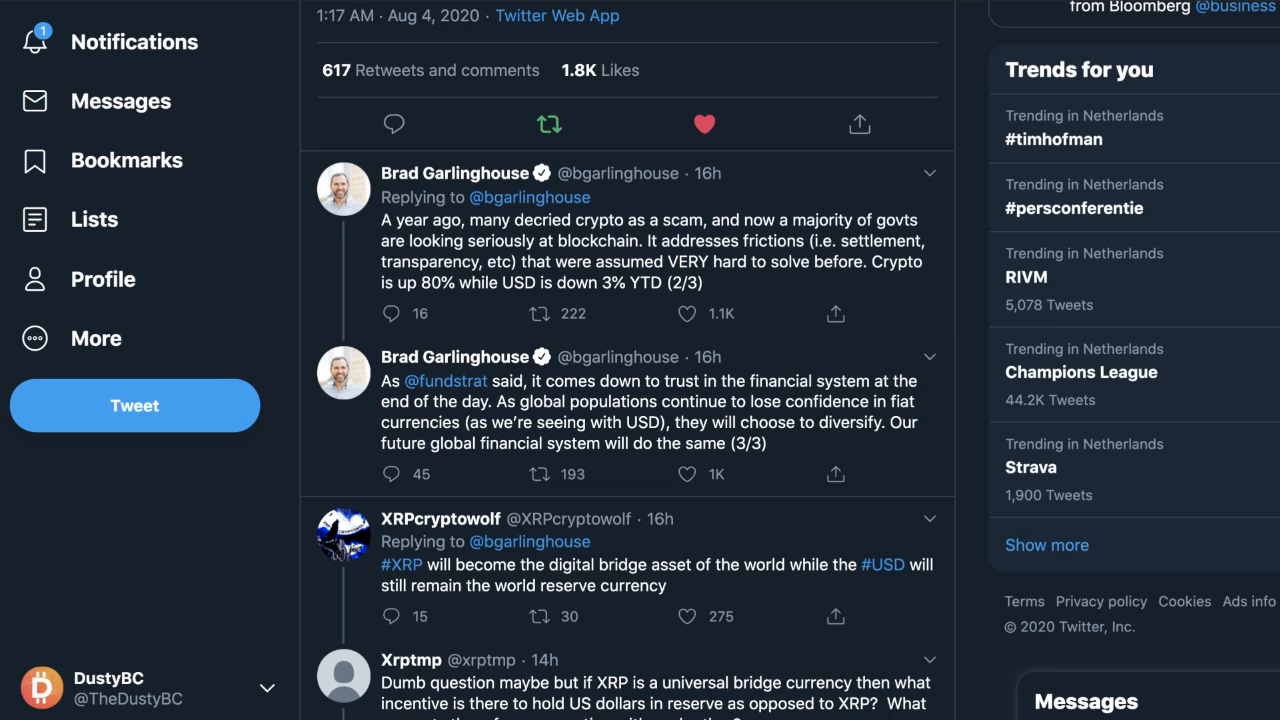 1
Notifications
Messages
Bookmarks
Lists
Profile
More
Tweet
DustyBC
@TheDustyBC
1:17 AM · Aug 4, 2020 · Twitter Web App
617 Retweets and comments 1.8K Likes
Brad Garlinghouse @bgarlinghouse · 16h
Replying to @bgarlinghouse
A year ago, many decried crypto as a scam, and now a majority of govts
are looking seriously at blockchain. It addresses frictions (i.e. settlement,
transparency, etc) that were assumed VERY hard to solve before. Crypto
is up 80% while USD is down 3% YTD (2/3)
16 222 1.1K
Brad Garlinghouse @bgarlinghouse · 16h
As @fundstrat said, it comes down to trust in the financial system at the
end of the day. As global populations continue to lose confidence in fiat
currencies (as we're seeing with USD), they will choose to diversify. Our
future global financial system will do the same (3/3)
45 193 1K
XRPcryptowolf @XRPcryptowolf · 16h
Replying to @bgarlinghouse
#XRP will become the digital bridge asset of the world while the #USD will
still remain the world reserve currency
15 30 275
Xrptmp @xrptmp · 14h
Dumb question maybe but if XRP is a universal bridge currency then what
incentive is there to hold US dollars in reserve as opposed to XRP? What
from Bloomberg @business
Trends for you
Trending in Netherlands
#timhofman
Trending in Netherlands
#persconferentie
Trending in Netherlands
RIVM
5,078 Tweets
Trending in Netherlands
Champions League
44.2K Tweets
Trending in Netherlands
Strava
1,900 Tweets
Show more
Terms Privacy policy Cookies Ads info
© 2020 Twitter, Inc.
Messages